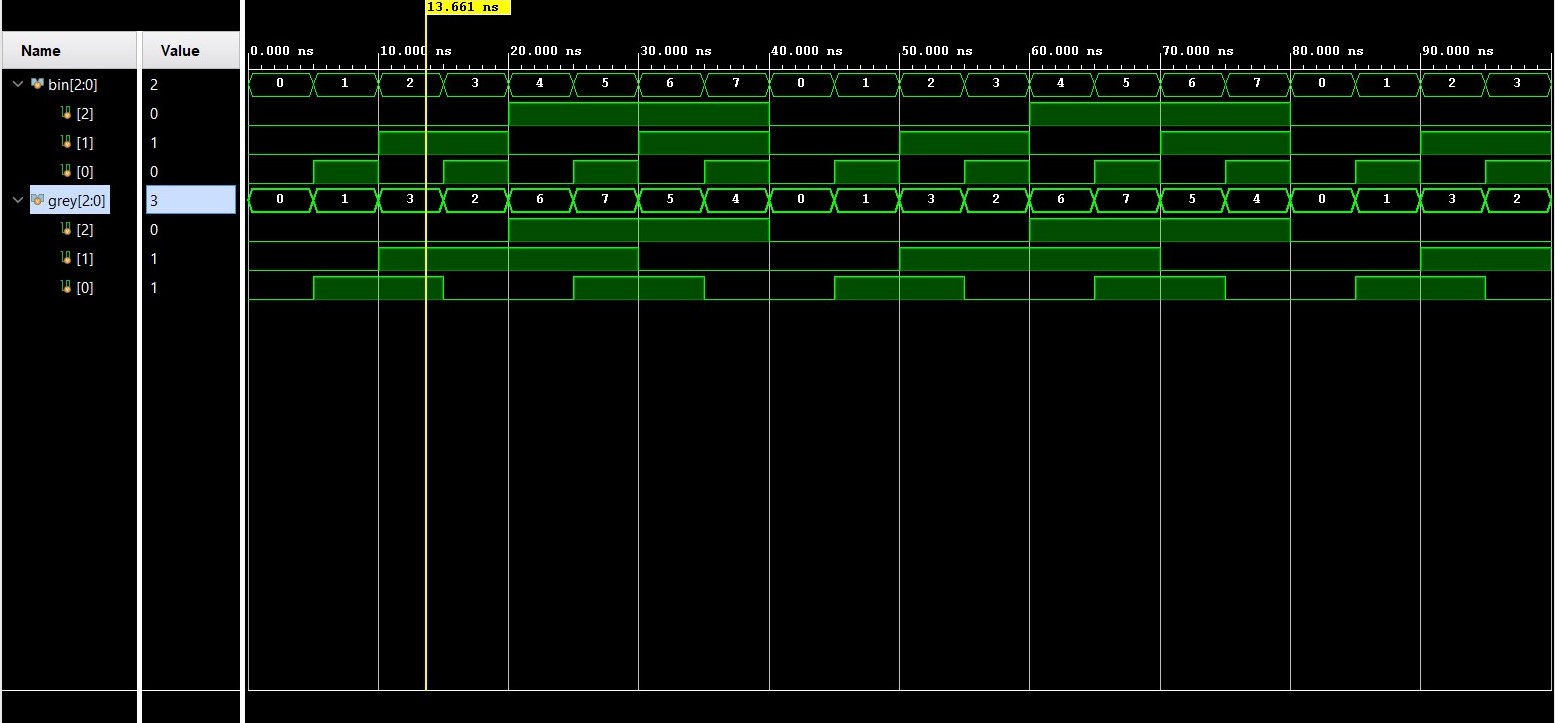 13.661 ns
Name Value 0.000 ns 10.000 ns 20.000 ns 30.000 ns 40.000 ns 50.000 ns 60.000 ns 70.000 ns 80.000 ns 90.000 ns
bin[2:0] 2 0 1 2 3 4 5 6 7 0 1 2 3 4 5 6 7 0 1 2 3
[2] 0
[1] 1
[0] 0
grey[2:0] 3 0 1 3 2 6 7 5 4 0 1 3 2 6 7 5 4 0 1 3 2
[2] 0
[1] 1
[0] 1